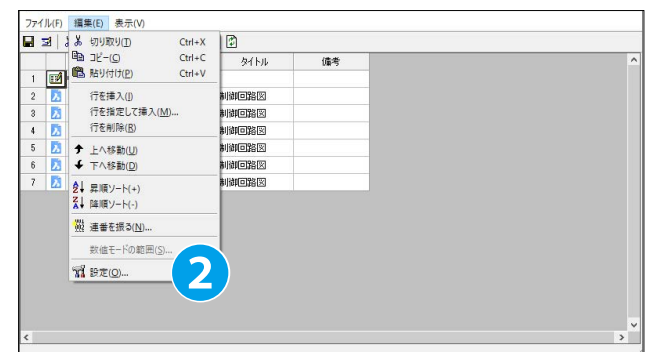 ファイル(F) 編集(E) 表示(V)
切り取り(T) Ctrl+X
コピー(C) Ctrl+C
貼り付け(P) Ctrl+V
行を挿入(I)
行を指定して挿入(M)...
行を削除(R)
上へ移動(U)
下へ移動(D)
昇順ソート(+)
降順ソート(-)
連番を振る(N)...
数値モードの範囲(S)...
設定(O)...
2
タイトル 備考
1
2 制御回路図
3 制御回路図
4 制御回路図
5 制御回路図
6 制御回路図
7 制御回路図